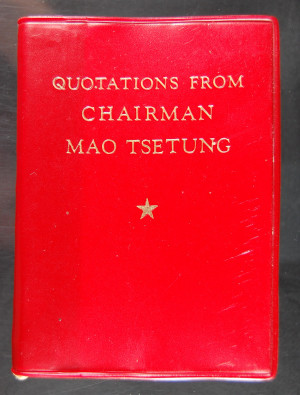 QUOTATIONS FROM
CHAIRMAN
MAO TSETUNG